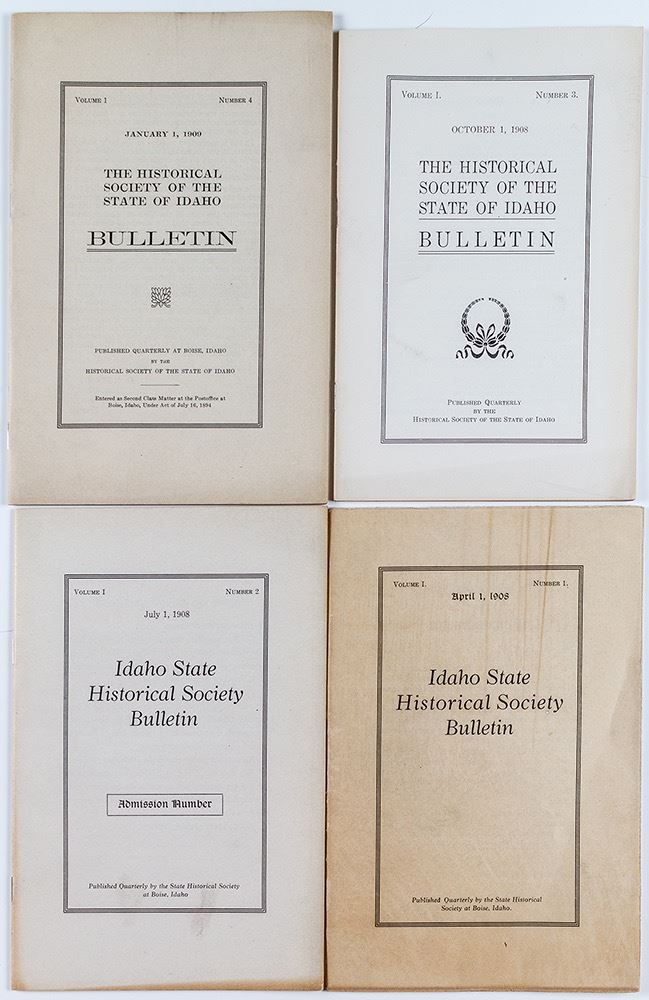 VOLUME 1 NUMBER 4
JANUARY 1, 1909
THE HISTORICAL
SOCIETY OF THE
STATE OF IDAHO
BULLETIN
PUBLISHED QUARTERLY AT BOISE, IDAHO
BY THE
HISTORICAL SOCIETY OF THE STATE OF IDAHO
Entered as Second Class Matter at the Postoffice at
Boise, Idaho, Under Act of July 16, 1894
VOLUME I. NUMBER 3.
OCTOBER 1, 1908
THE HISTORICAL
SOCIETY OF THE
STATE OF IDAHO
BULLETIN
PUBLISHED QUARTERLY
BY THE
HISTORICAL SOCIETY OF THE STATE OF IDAHO
VOLUME I NUMBER 2
July 1, 1908
Idaho State
Historical Society
Bulletin
Admission Number
Published Quarterly by the State Historical Society
at Boise, Idaho
VOLUME I. NUMBER 1.
April 1, 1908
Idaho State
Historical Society
Bulletin
Published Quarterly by the State Historical
Society at Boise, Idaho.